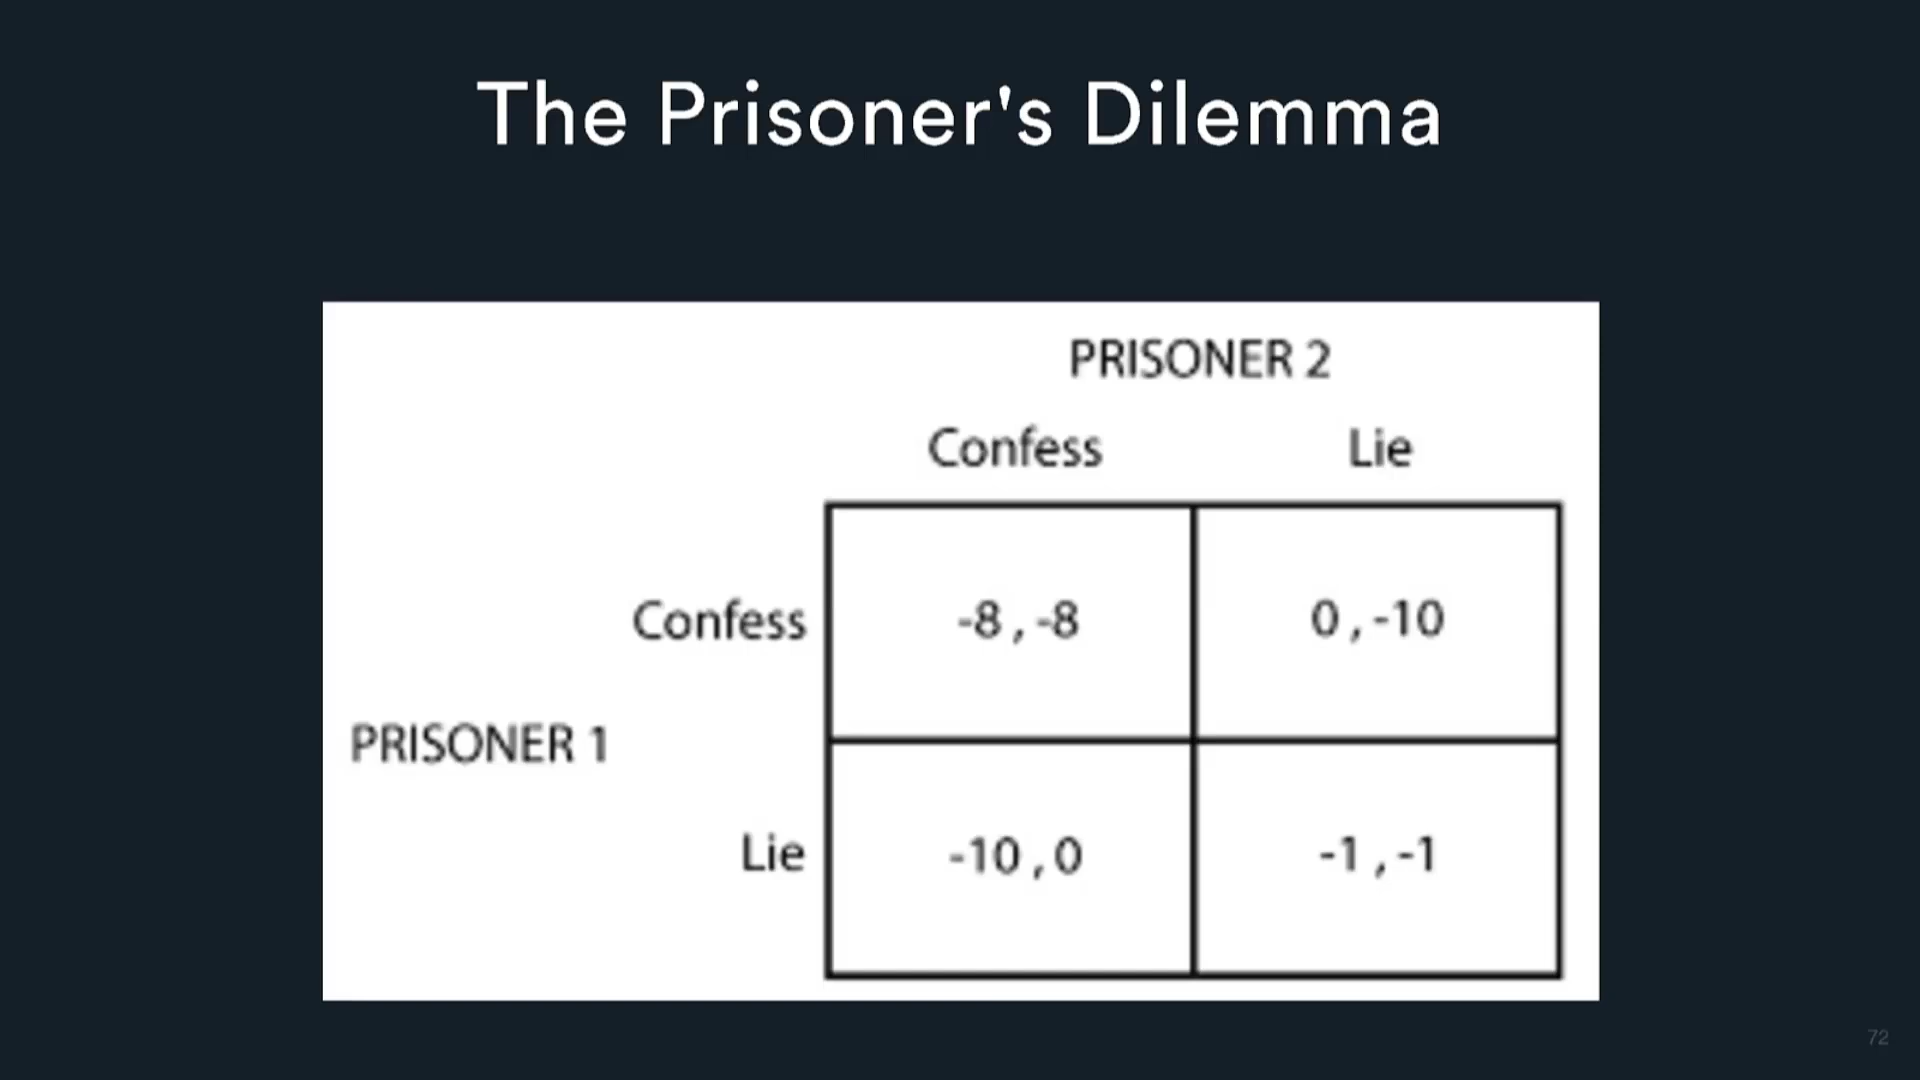 The Prisoner's Dilemma
PRISONER 2
Confess Lie
Confess -8 , -8 0 , -10
PRISONER 1
Lie -10 , 0 -1 , -1
72